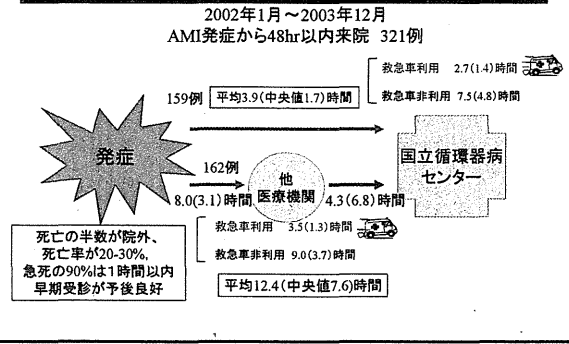 2002年1月~2003年12月
AMI発症から48hr以内来院 321例
救急車利用 2.7(1.4)時間
159例 平均3.9(中央値1.7)時間
救急車非利用 7.5(4.8)時間
発症
国立循環器病
センター
162例
他
医療機関
8.0(3.1)時間
4.3(6.8)時間
救急車利用 3.5(1.3)時間
救急車非利用 9.0(3.7)時間
平均12.4(中央値7.6)時間
死亡の半数が院外、
死亡率が20-30%,
急死の90%は1時間以内
早期受診が予後良好